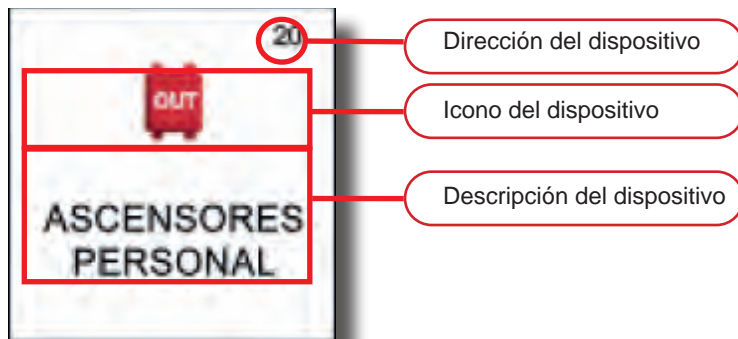 20
Dirección del dispositivo
OUT
Icono del dispositivo
Descripción del dispositivo
ASCENSORES
PERSONAL